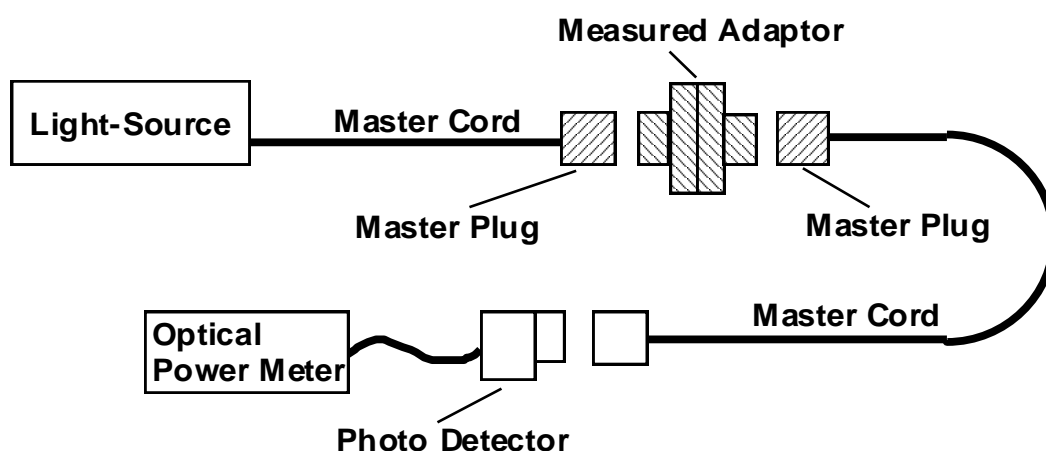 Measured Adaptor
Light-Source
Master Cord
Master Plug
Master Plug
Master Cord
Optical
Power Meter
Photo Detector